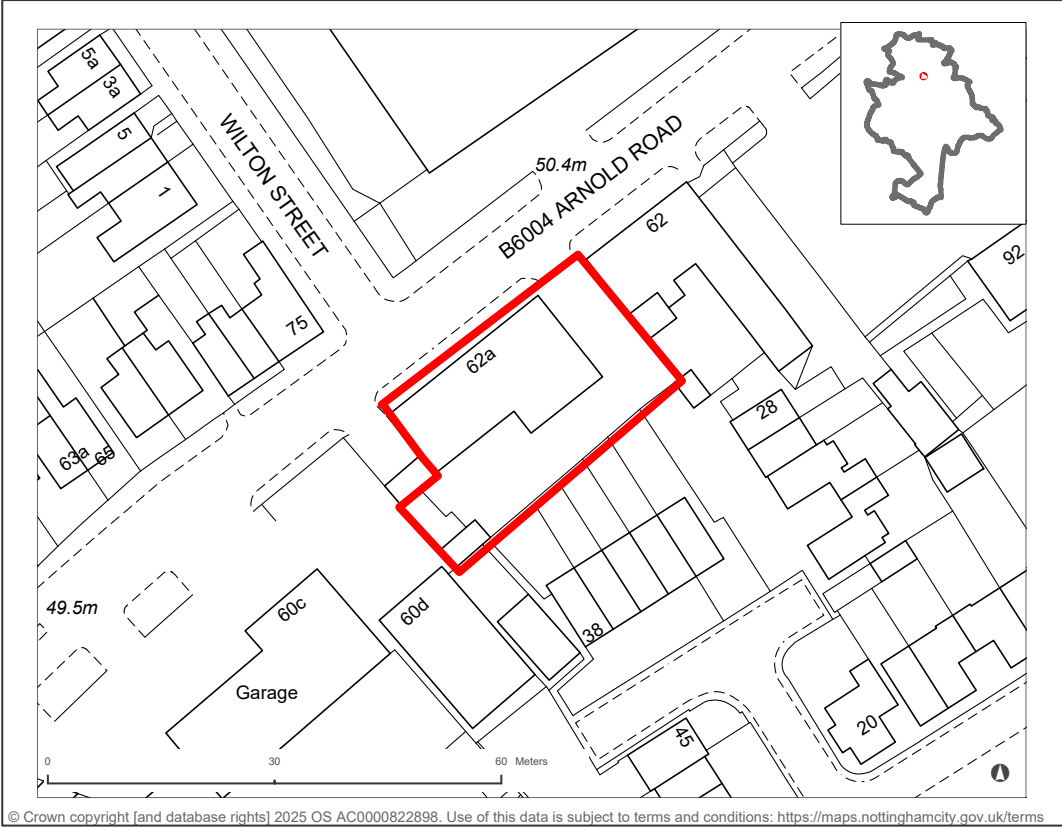 5a
3a
5
1
WILTON STREET
50.4m
B6004 ARNOLD ROAD
62
92
75
62a
63a
65
28
49.5m
60c
60d
38
Garage
20
45
0 30 60 Meters
© Crown copyright [and database rights] 2025 OS AC0000822898. Use of this data is subject to terms and conditions: https://maps.nottinghamcity.gov.uk/terms